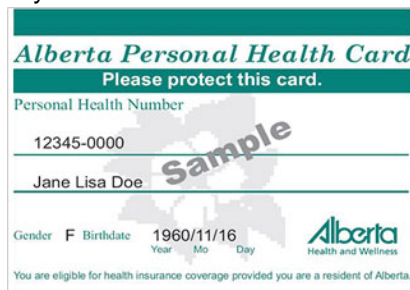 Alberta Personal Health Card
Please protect this card.
Personal Health Number
12345-0000
Sample
Jane Lisa Doe
Gender F Birthdate 1960/11/16
Year Mo Day
Alberta
Health and Wellness
You are eligible for health insurance coverage provided you are a resident of Alberta.